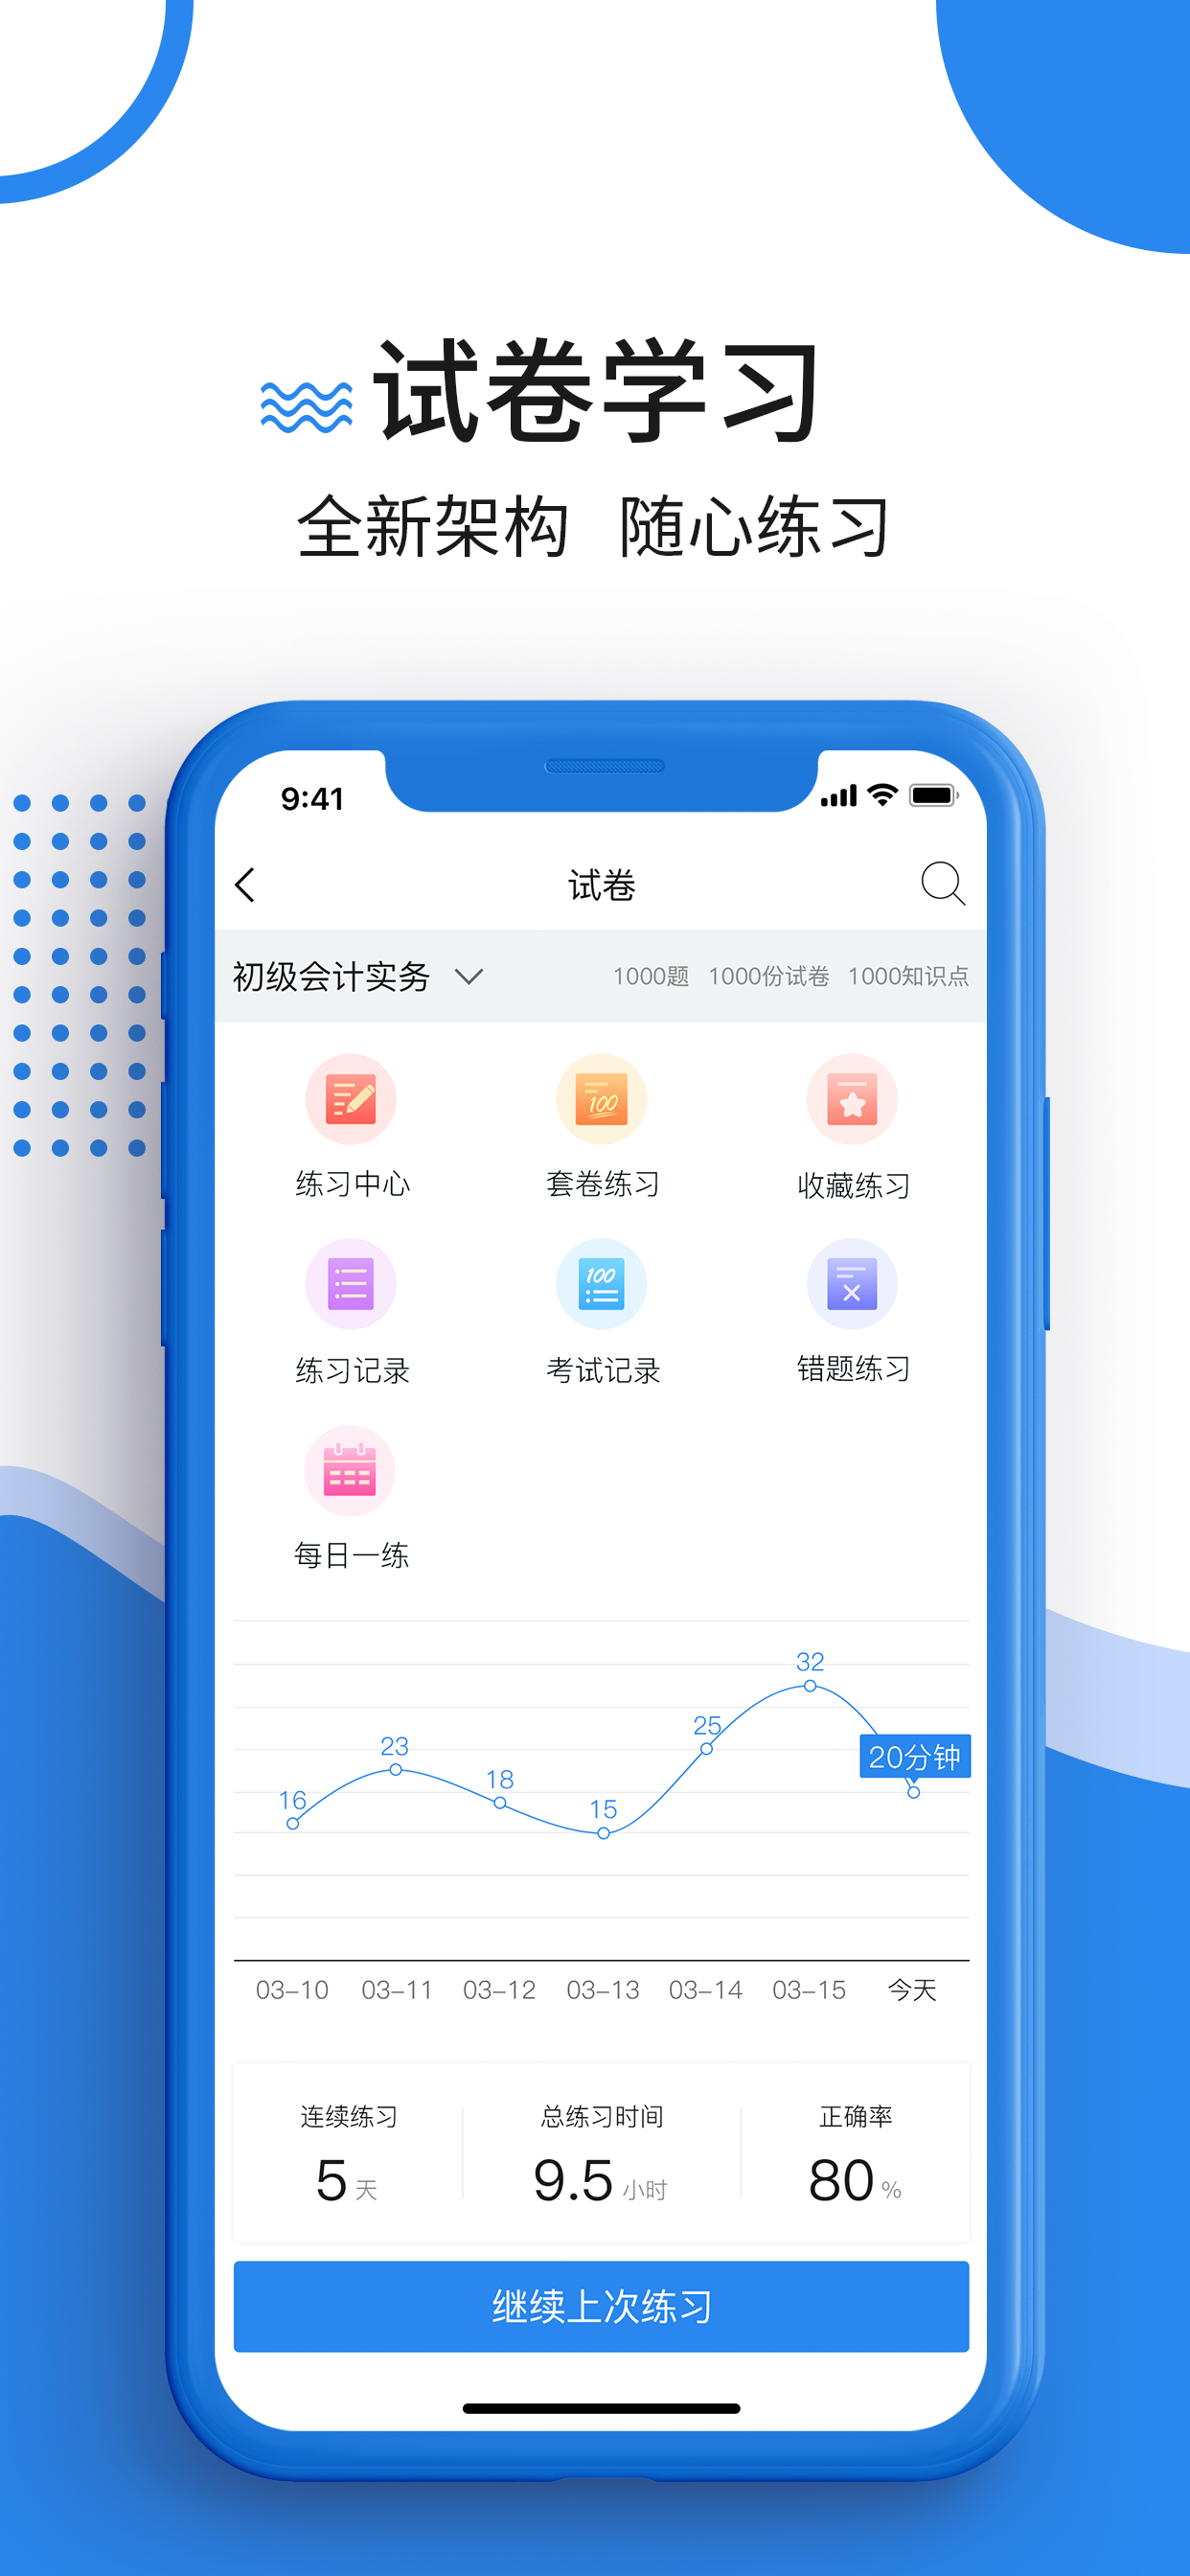 试卷学习
全新架构 随心练习
9:41
试卷
初级会计实务 1000题 1000份试卷 1000知识点
100
练习中心 套卷练习 收藏练习
100
练习记录 考试记录 错题练习
每日一练
32
25
23
20分钟
18
16
15
03-10 03-11 03-12 03-13 03-14 03-15 今天
连续练习 总练习时间 正确率
5 天 9.5 小时 80 %
继续上次练习